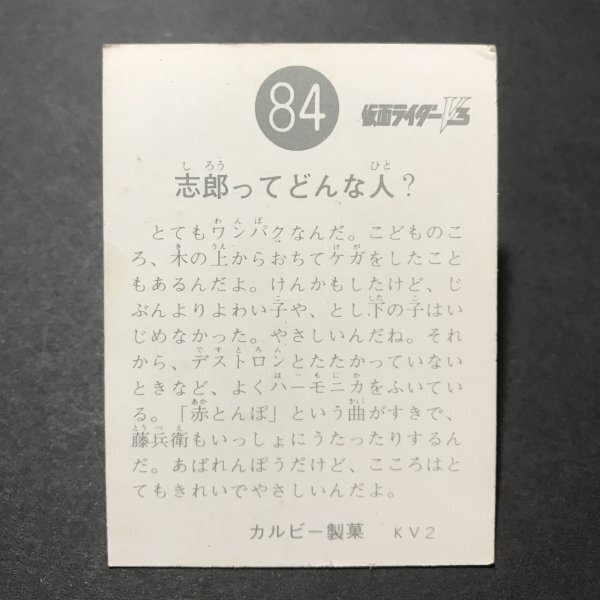 84
仮面ライダーV3
志郎ってどんな人?
とてもワンパクなんだ。こどものこ
ろ、木の上からおちてケガをしたこと
もあるんだよ。けんかもしたけど、じ
ぶんよりよわい子や、とし下の子はい
じめなかった。やさしいんだね。それ
から、デストロンとたたかっていない
ときなど、よくハーモニカをふいてい
る。「赤とんぼ」という曲がすきで、
藤兵衛もいっしょにうたったりするん
だ。あばれんぼうだけど、こころはと
てもきれいでやさしいんだよ。
カルビー製菓 KV2